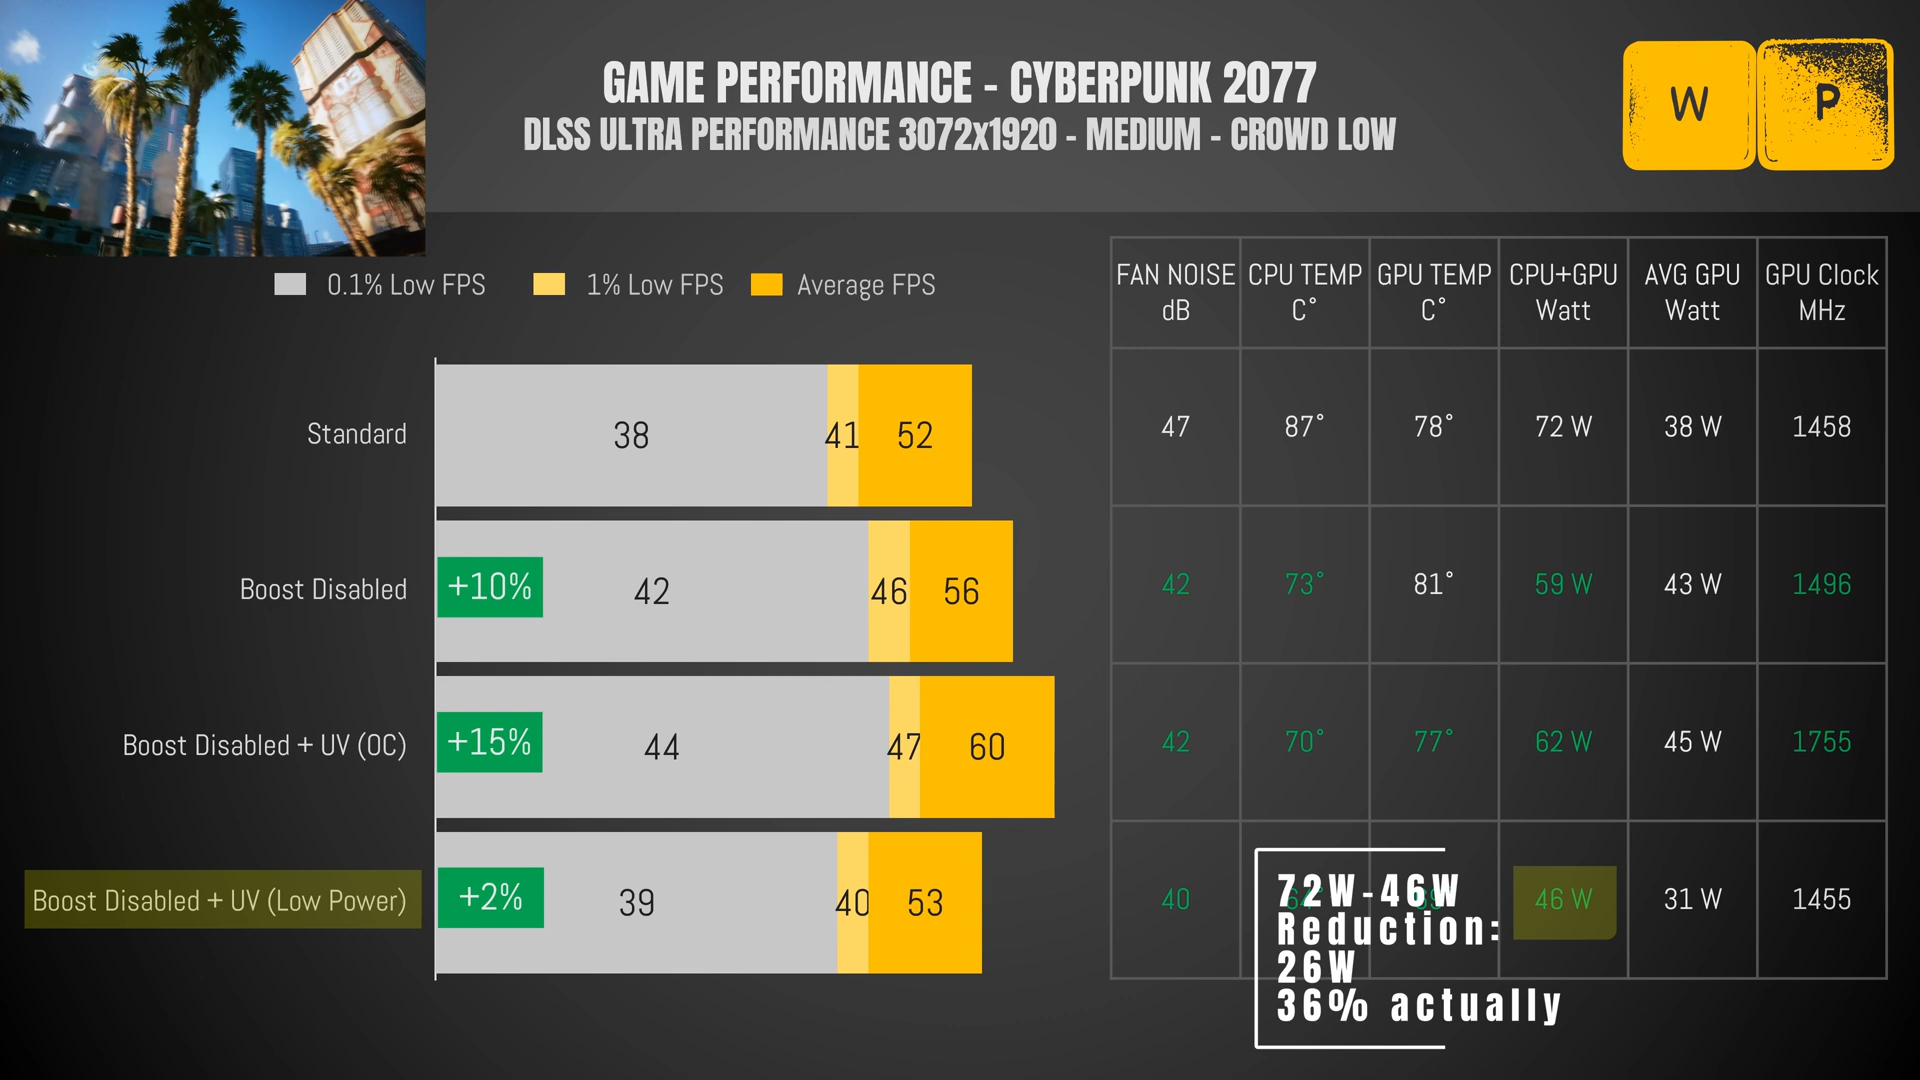 GAME PERFORMANCE - CYBERPUNK 2077
DLSS ULTRA PERFORMANCE 3072x1920 - MEDIUM - CROWD LOW
W P
0.1% Low FPS 1% Low FPS Average FPS
FAN NOISE dB CPU TEMP C° GPU TEMP C° CPU+GPU Watt AVG GPU Watt GPU Clock MHz
Standard 38 41 52 47 87° 78° 72 W 38 W 1458
Boost Disabled +10% 42 46 56 42 73° 81° 59 W 43 W 1496
Boost Disabled + UV (OC) +15% 44 47 60 42 70° 77° 62 W 45 W 1755
Boost Disabled + UV (Low Power) +2% 39 40 53 40 46 W 31 W 1455
72W-46W
Reduction:
26W
36% actually